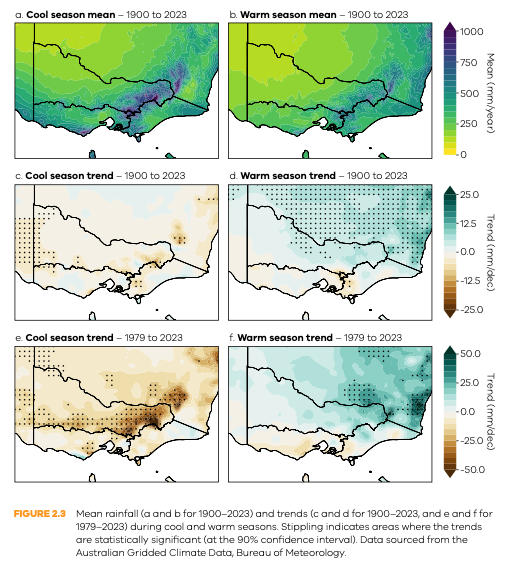 a. Cool season mean – 1900 to 2023
b. Warm season mean – 1900 to 2023
1000
750
500
250
0
Mean (mm/year)
c. Cool season trend – 1900 to 2023
d. Warm season trend – 1900 to 2023
25.0
12.5
0.0
-12.5
-25.0
Trend (mm/dec)
e. Cool season trend – 1979 to 2023
f. Warm season trend – 1979 to 2023
50.0
25.0
0.0
-25.0
-50.0
Trend (mm/dec)
FIGURE 2.3 Mean rainfall (a and b for 1900–2023) and trends (c and d for 1900–2023, and e and f for
1979–2023) during cool and warm seasons. Stippling indicates areas where the trends
are statistically significant (at the 90% confidence interval). Data sourced from the
Australian Gridded Climate Data, Bureau of Meteorology.